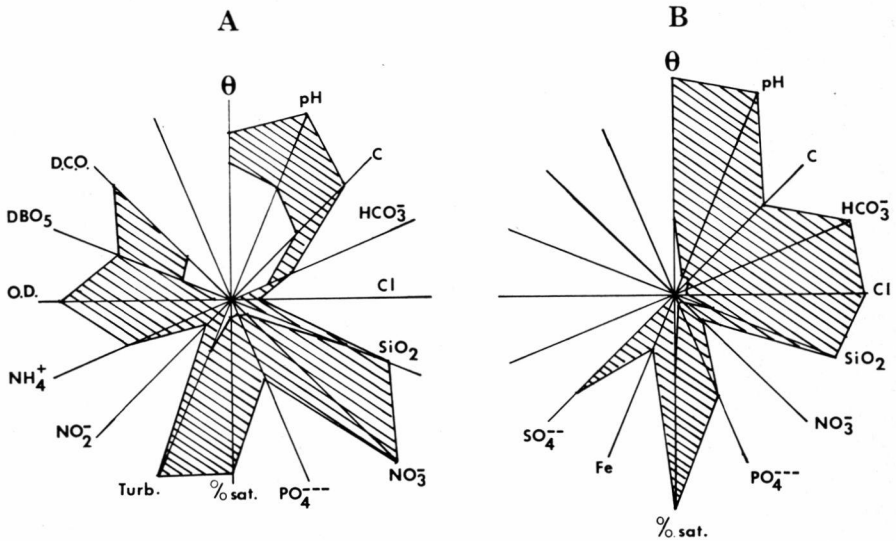 A
θ
pH
C
HCO₃⁻
Cl
SiO₂
NO₃⁻
PO₄⁻⁻⁻
% sat.
Turb.
NO₂⁻
NH₄⁺
O.D.
DBO₅
D.C.O.
B
θ
pH
C
HCO₃⁻
Cl
SiO₂
NO₃⁻
PO₄⁻⁻⁻
% sat.
Fe
SO₄⁻⁻